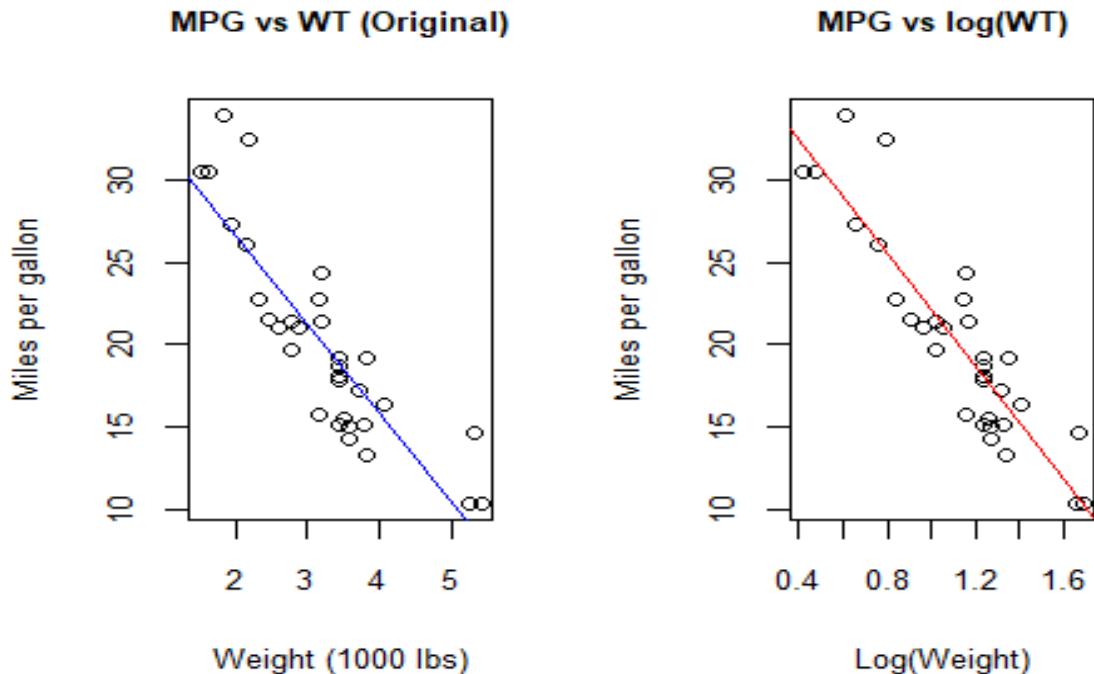 MPG vs WT (Original)
30
25
20
15
10
Miles per gallon
2 3 4 5
Weight (1000 lbs)
MPG vs log(WT)
30
25
20
15
10
Miles per gallon
0.4 0.8 1.2 1.6
Log(Weight)